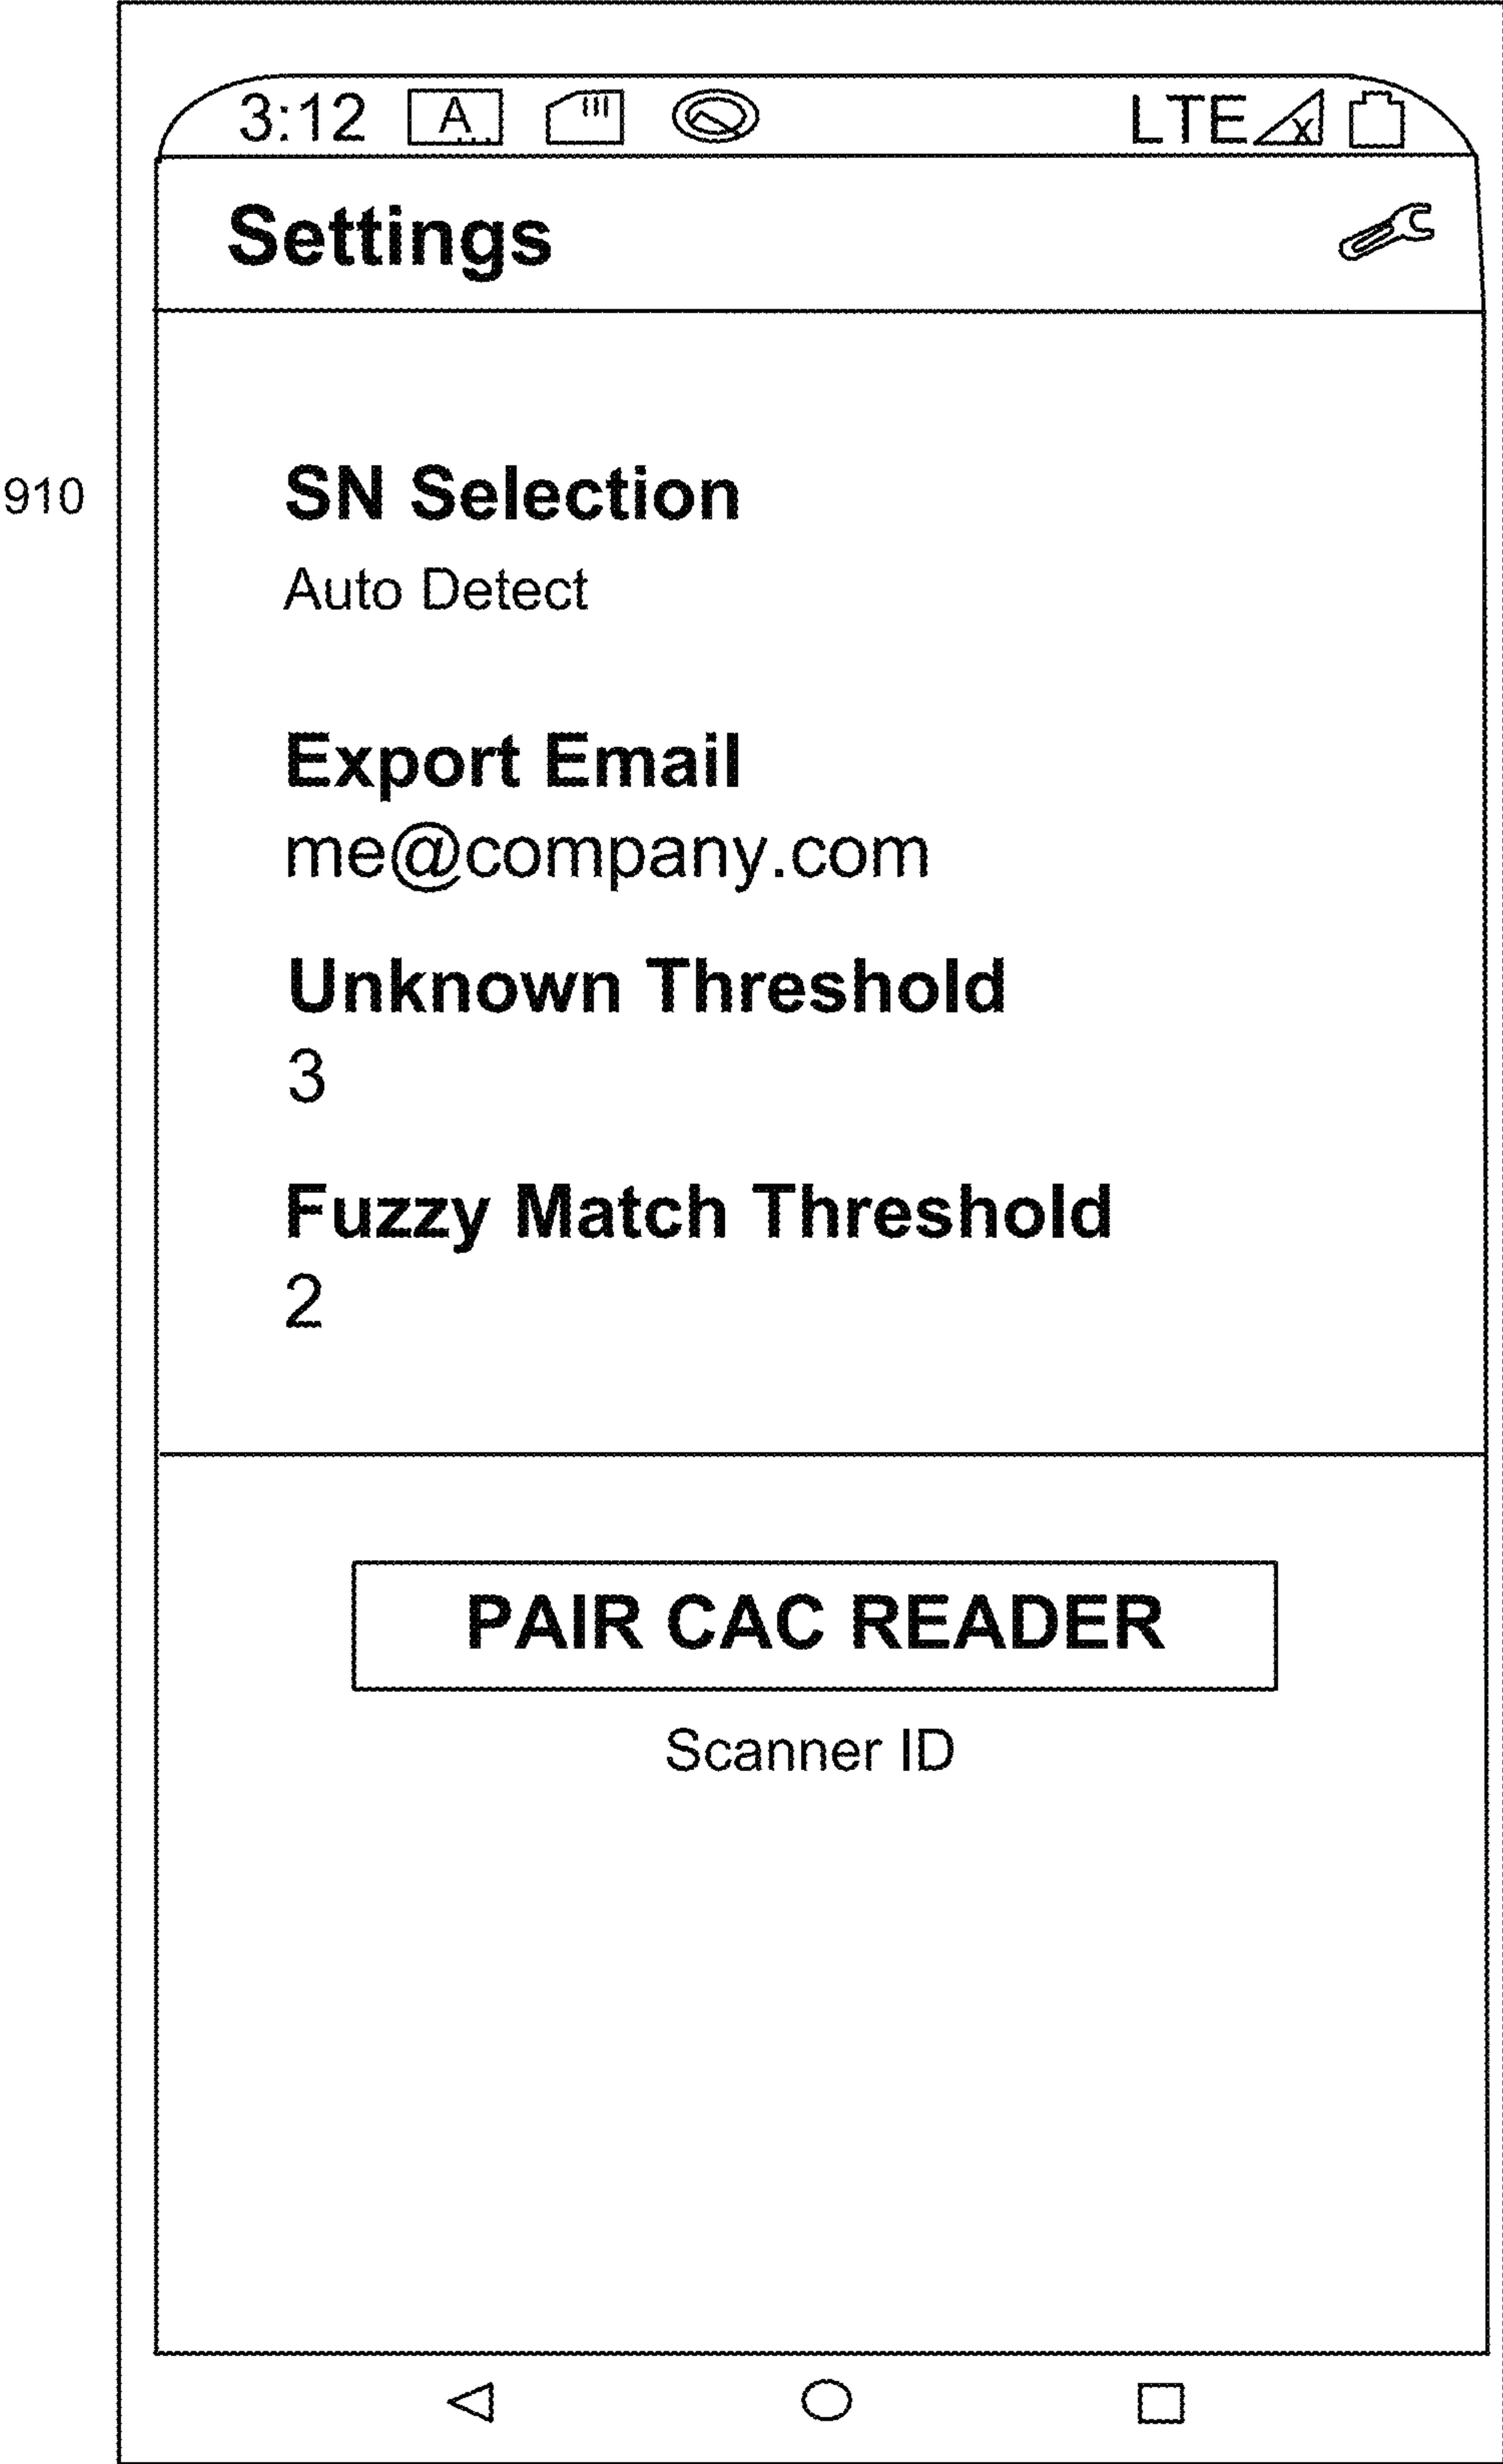 3:12 A... LTE x
Settings
910
SN Selection
Auto Detect
Export Email
me@company.com
Unknown Threshold
3
Fuzzy Match Threshold
2
PAIR CAC READER
Scanner ID